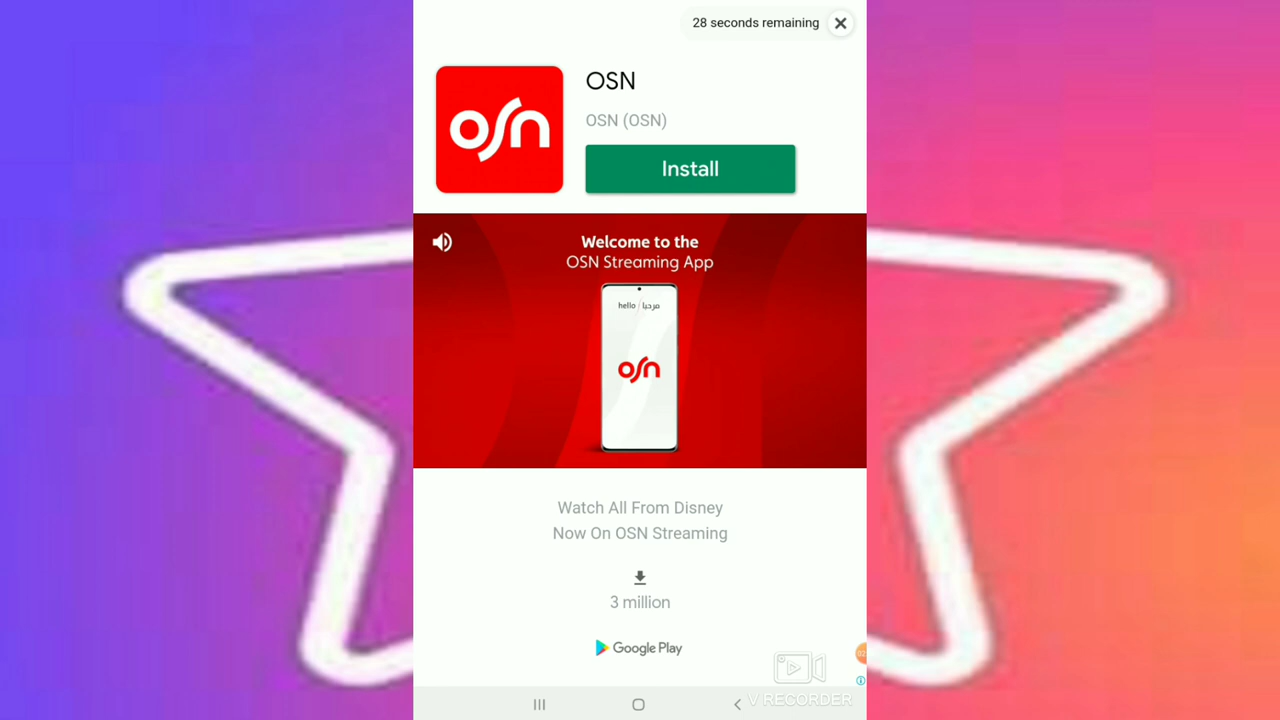 28 seconds remaining
osn
OSN
OSN (OSN)
Install
Welcome to the
OSN Streaming App
hello / مرحبا
osn
Watch All From Disney
Now On OSN Streaming
3 million
Google Play
02
V RECORDER